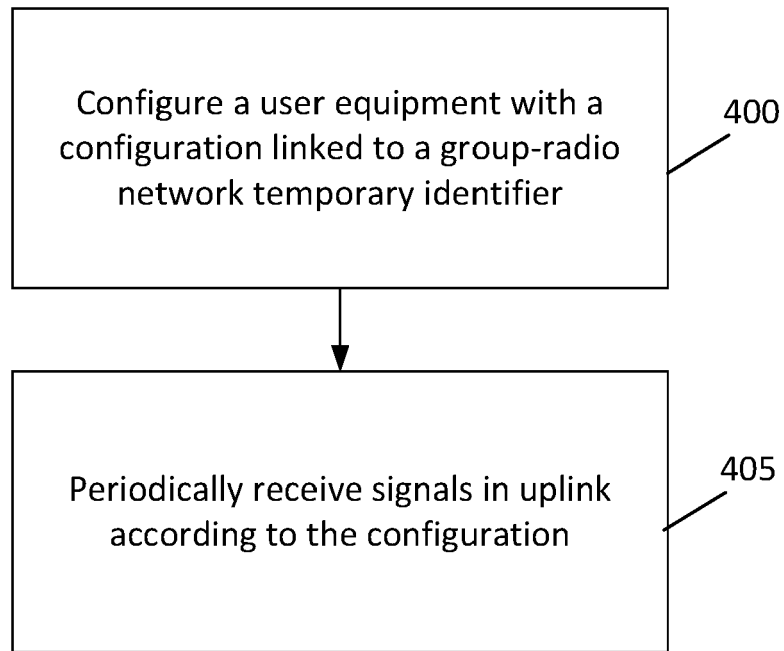 Configure a user equipment with a
configuration linked to a group-radio
network temporary identifier
400
Periodically receive signals in uplink
according to the configuration
405